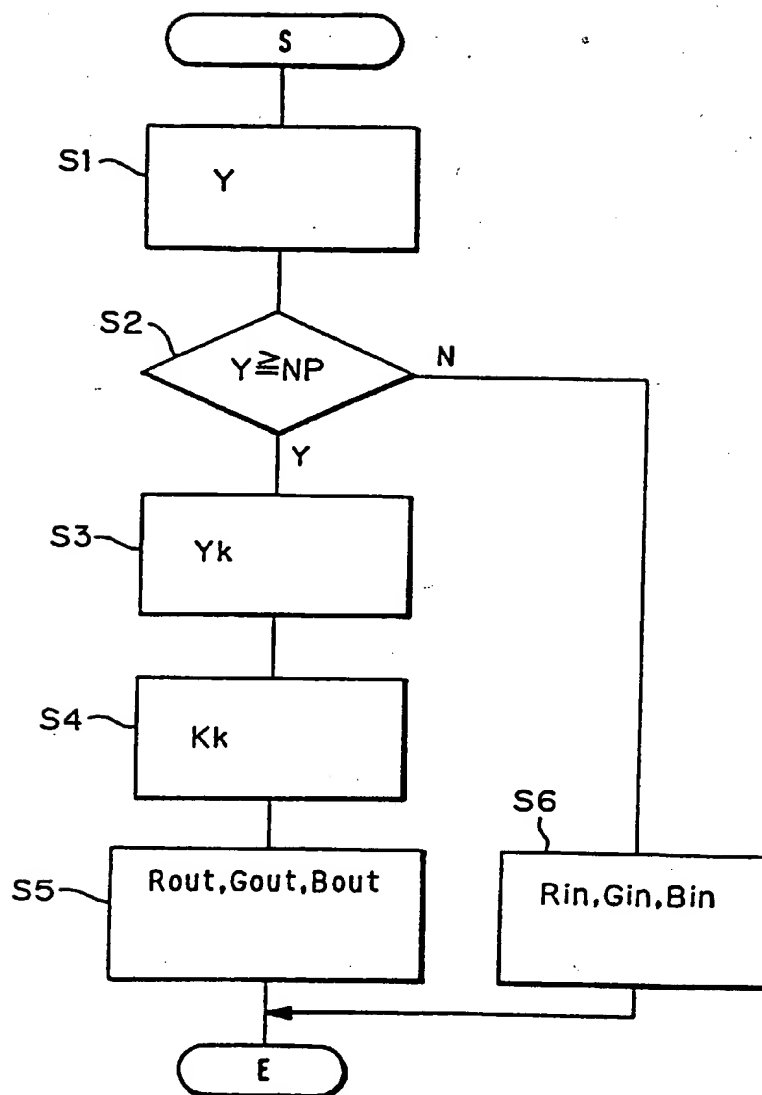 S
S1
Y
S2
Y≧NP
N
Y
S3
Yk
S4
Kk
S5
Rout,Gout,Bout
S6
Rin,Gin,Bin
E